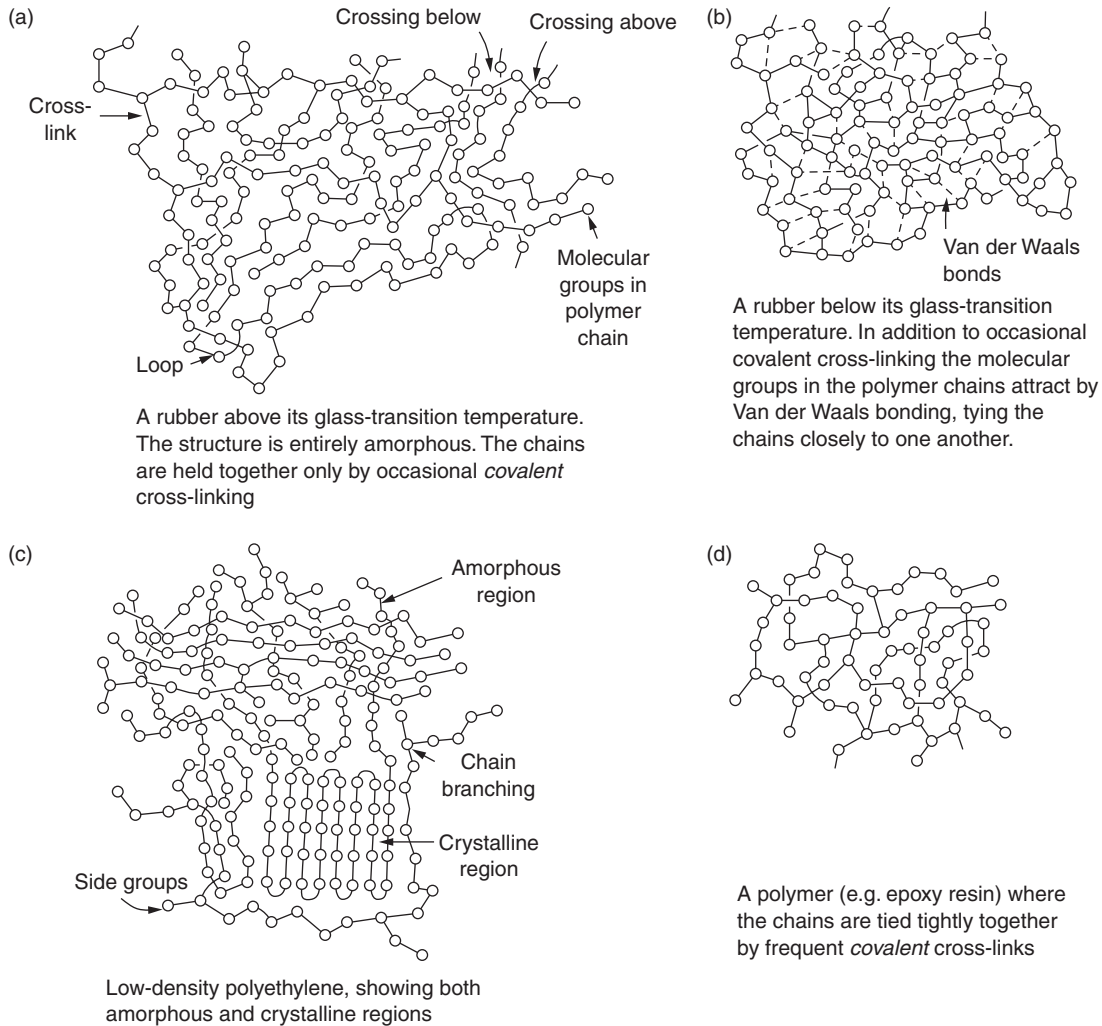 (a)
Crossing below
Crossing above
Cross-
link
Loop
Molecular
groups in
polymer
chain
A rubber above its glass-transition temperature.
The structure is entirely amorphous. The chains
are held together only by occasional covalent
cross-linking
(b)
Van der Waals
bonds
A rubber below its glass-transition
temperature. In addition to occasional
covalent cross-linking the molecular
groups in the polymer chains attract by
Van der Waals bonding, tying the
chains closely to one another.
(c)
Amorphous
region
Chain
branching
Crystalline
region
Side groups
Low-density polyethylene, showing both
amorphous and crystalline regions
(d)
A polymer (e.g. epoxy resin) where
the chains are tied tightly together
by frequent covalent cross-links